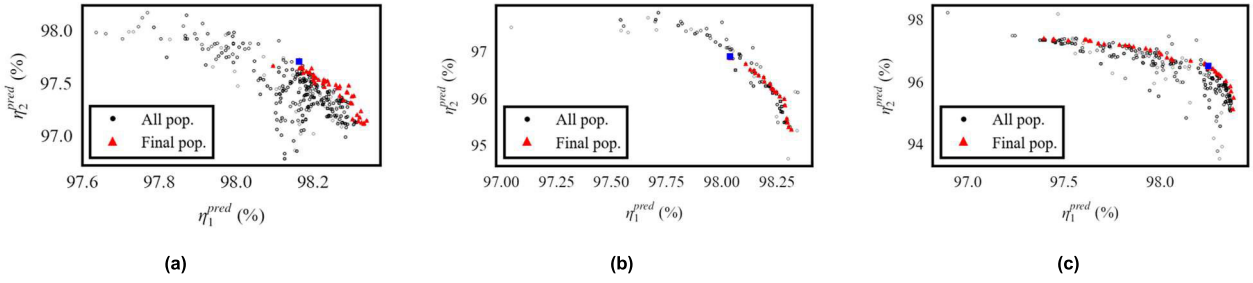 98.0
97.5
97.0
η₂ᵖʳᵉᵈ (%)
All pop.
Final pop.
97.6 97.8 98.0 98.2
η₁ᵖʳᵉᵈ (%)
(a)
97
96
95
η₂ᵖʳᵉᵈ (%)
All pop.
Final pop.
97.00 97.25 97.50 97.75 98.00 98.25
η₁ᵖʳᵉᵈ (%)
(b)
98
96
94
η₂ᵖʳᵉᵈ (%)
All pop.
Final pop.
97.0 97.5 98.0
η₁ᵖʳᵉᵈ (%)
(c)